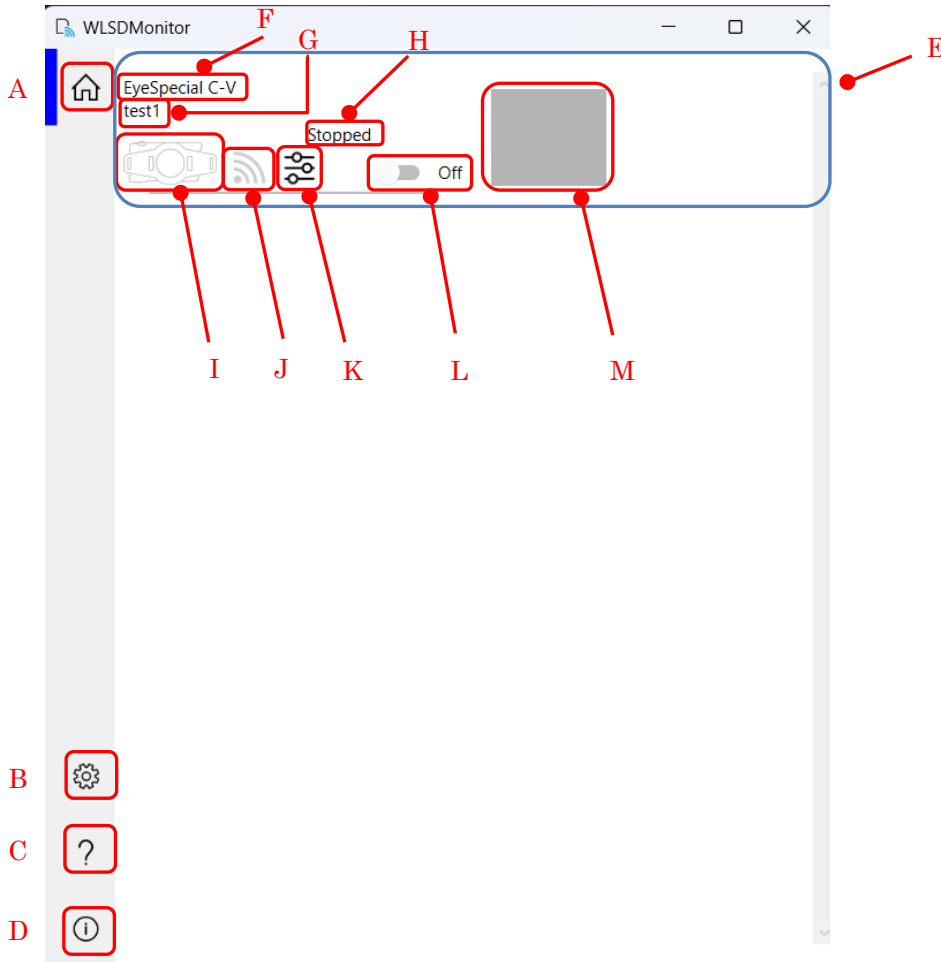 WLSDMonitor
F
G
H
E
A
EyeSpecial C-V
test1
Stopped
Off
I
J
K
L
M
B
C
?
D